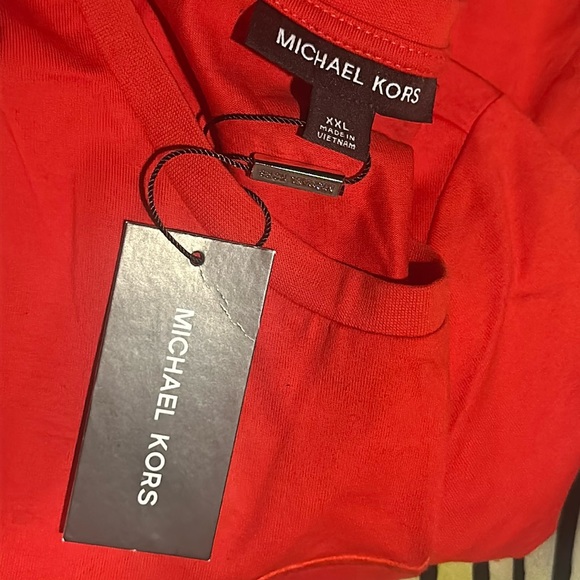 MICHAEL KORS
XXL
MADE IN
VIETNAM
MICHAEL KORS